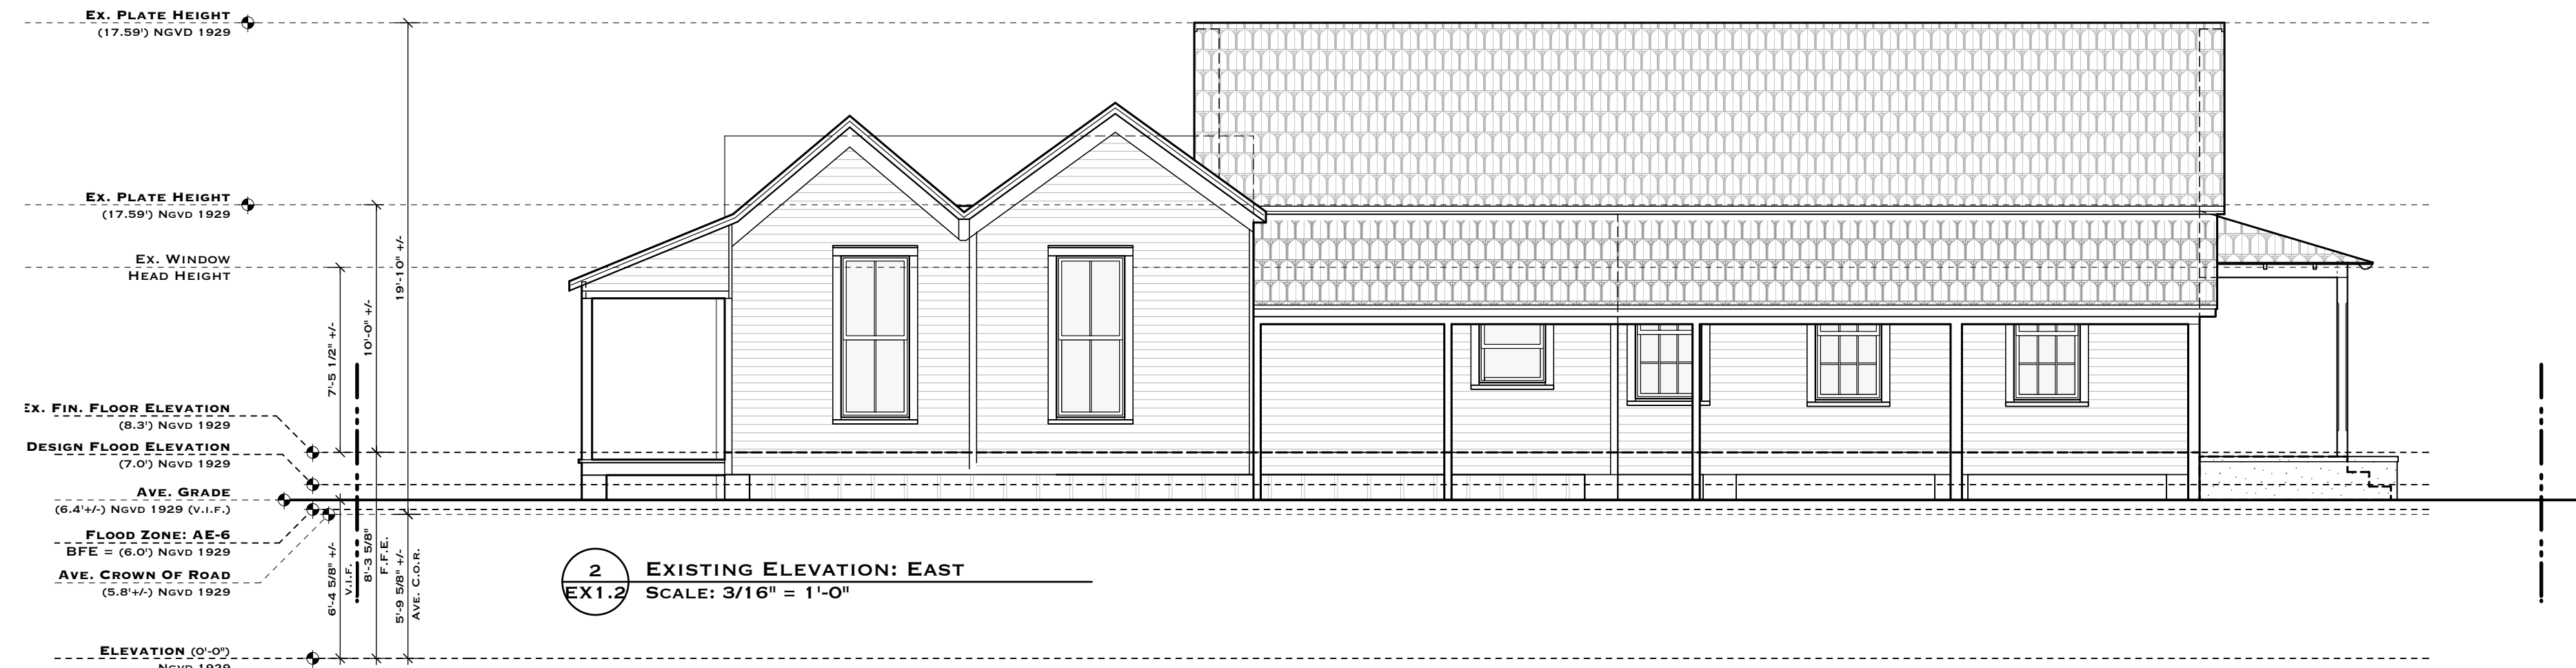 Ex. Plate Height
(17.59') NGVD 1929
Ex. Plate Height
(17.59') NGVD 1929
Ex. Window
Head Height
Ex. Fin. Floor Elevation
(8.3') NGVD 1929
Design Flood Elevation
(7.0') NGVD 1929
Ave. Grade
(6.4'+/-) NGVD 1929 (V.I.F.)
Flood Zone: AE-6
BFE = (6.0') NGVD 1929
Ave. Crown Of Road
(5.8'+/-) NGVD 1929
Elevation (0'-0")
NGVD 1929
7'-5 1/2" +/-
10'-0" +/-
19'-10" +/-
6'-4 5/8" +/-
V.I.F.
8'-3 5/8"
F.F.E.
5'-9 5/8" +/-
Ave. C.O.R.
2
EX1.2
Existing Elevation: East
Scale: 3/16" = 1'-0"